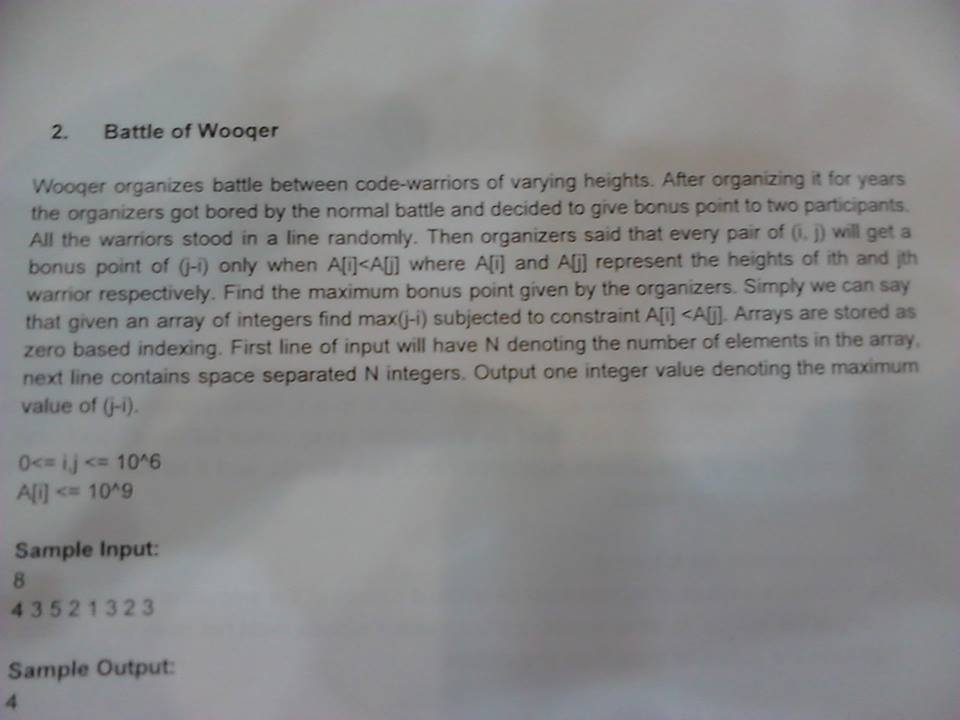 2. Battle of Wooqer
Wooqer organizes battle between code-warriors of varying heights. After organizing it for years
the organizers got bored by the normal battle and decided to give bonus point to two participants.
All the warriors stood in a line randomly. Then organizers said that every pair of (i, j) will get a
bonus point of (j-i) only when A[i]<A[j] where A[i] and A[j] represent the heights of ith and jth
warrior respectively. Find the maximum bonus point given by the organizers. Simply we can say
that given an array of integers find max(j-i) subjected to constraint A[i] <A[j]. Arrays are stored as
zero based indexing. First line of input will have N denoting the number of elements in the array,
next line contains space separated N integers. Output one integer value denoting the maximum
value of (j-i).
0<= i,j <= 10^6
A[i] <= 10^9
Sample Input:
8
4 3 5 2 1 3 2 3
Sample Output:
4